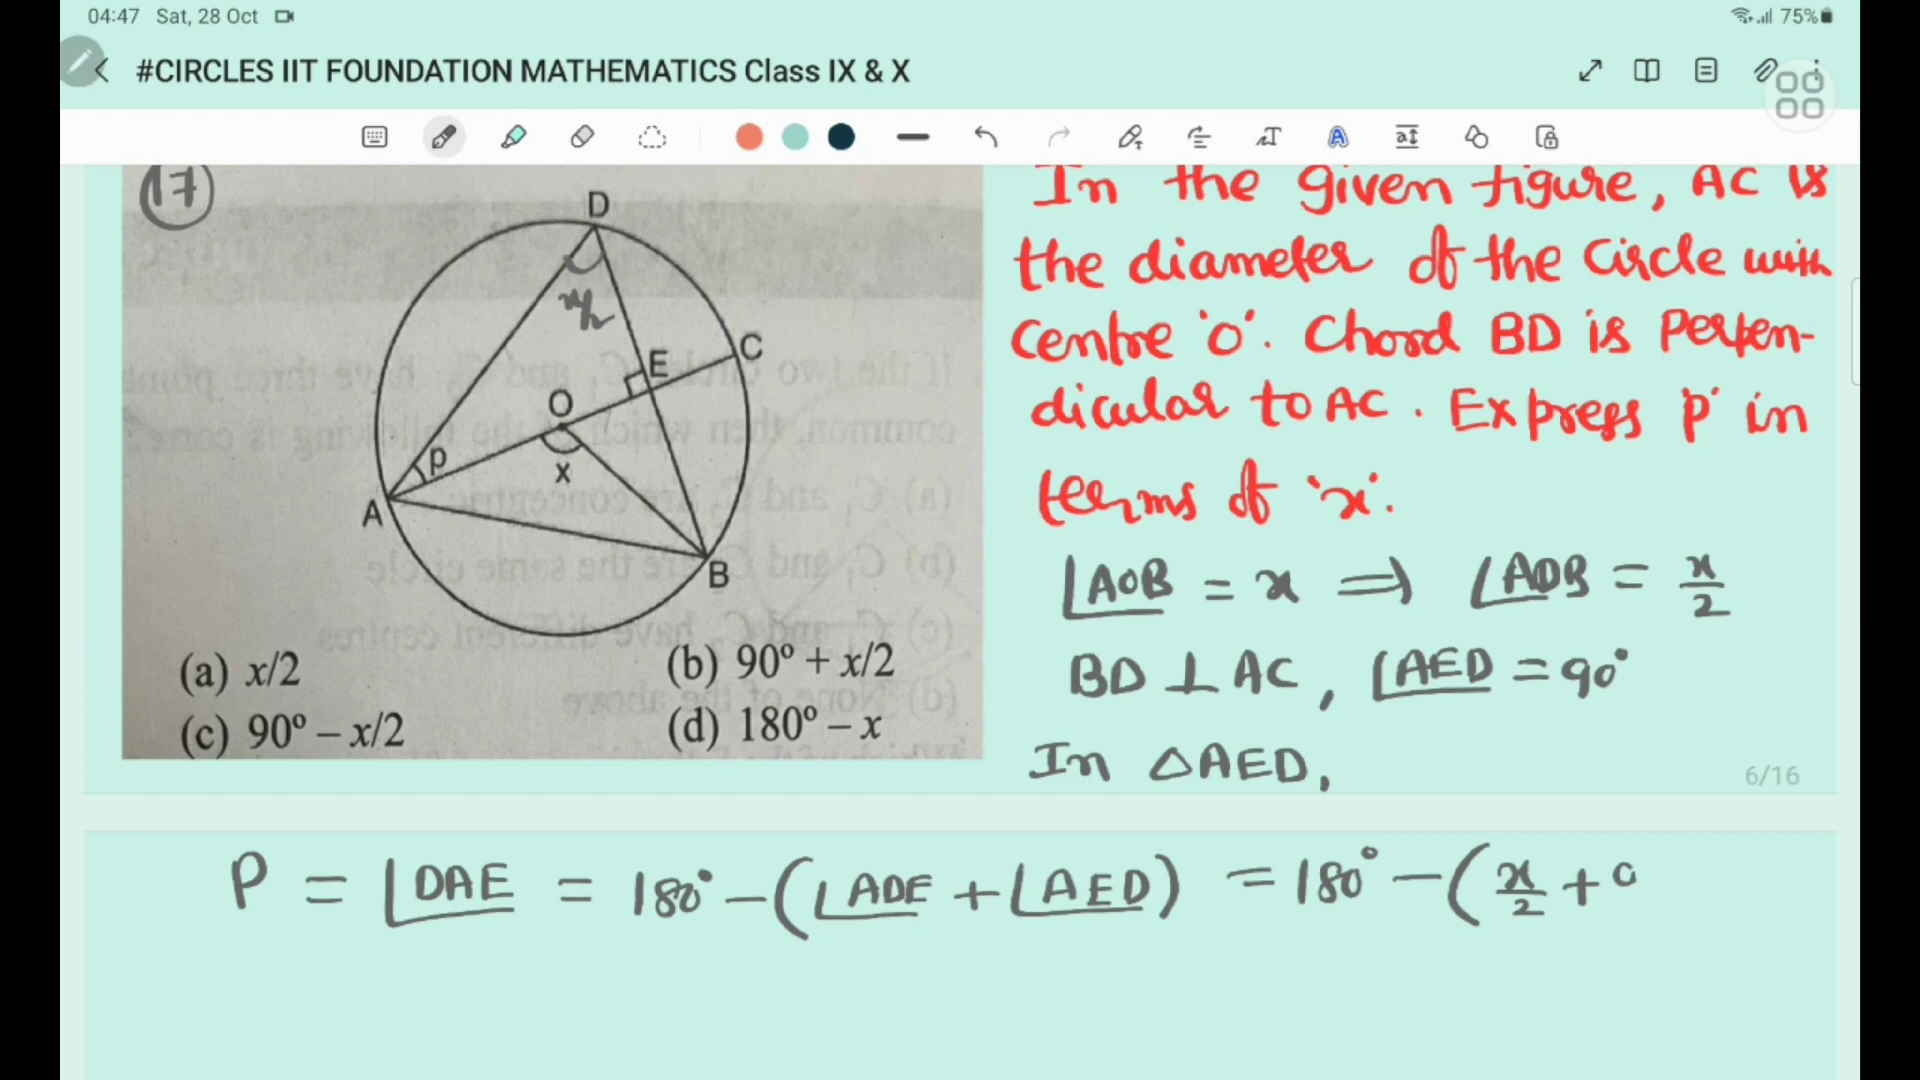 04:47 Sat, 28 Oct
75%
#CIRCLES IIT FOUNDATION MATHEMATICS Class IX & X
17
D
x/2
E
C
O
p
x
A
B
(a) x/2
(b) 90° + x/2
(c) 90° – x/2
(d) 180° – x
In the given figure, AC is
the diameter of the circle with
centre 'O'. Chord BD is perpen-
dicular to AC. Express 'p' in
terms of 'x'.
∠AOB = x ⇒ ∠ADB = x/2
BD ⊥ AC, ∠AED = 90°
In △AED,
6/16
P = ∠DAE = 180° – (∠ADE + ∠AED) = 180° – (x/2 +